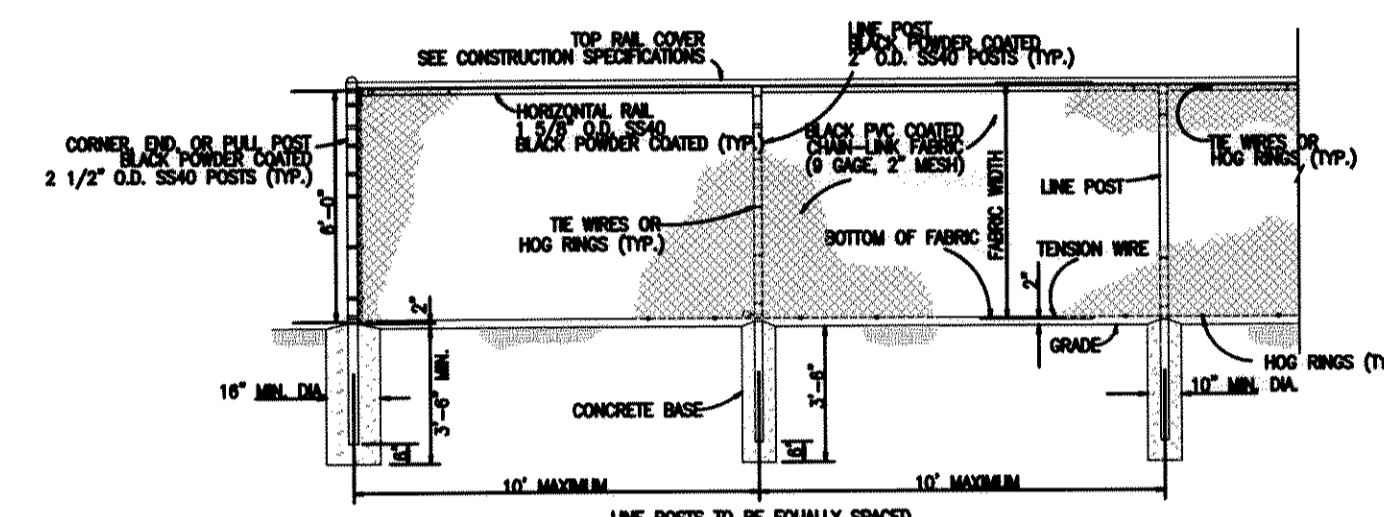 TOP RAIL COVER
SEE CONSTRUCTION SPECIFICATIONS
LINE POST
BLACK POWDER COATED
2" O.D. SS40 POSTS (TYP.)
HORIZONTAL RAIL
1 5/8" O.D. SS40
BLACK POWDER COATED (TYP.)
CORNER, END, OR PULL POST
BLACK POWDER COATED
2 1/2" O.D. SS40 POSTS (TYP.)
BLACK PVC COATED
CHAIN-LINK FABRIC
(9 GAGE, 2" MESH)
TIE WIRES OR
HOG RINGS (TYP.)
6'-0"
FABRIC WIDTH
LINE POST
TIE WIRES OR
HOG RINGS (TYP.)
BOTTOM OF FABRIC
TENSION WIRE
2"
2"
GRADE
HOG RINGS (TY
16" MIN. DIA.
3'-6" MIN.
CONCRETE BASE
3'-6"
10" MIN. DIA.
6"
6"
10' MAXIMUM
10' MAXIMUM
LINE POSTS TO BE EQUALLY SPACED